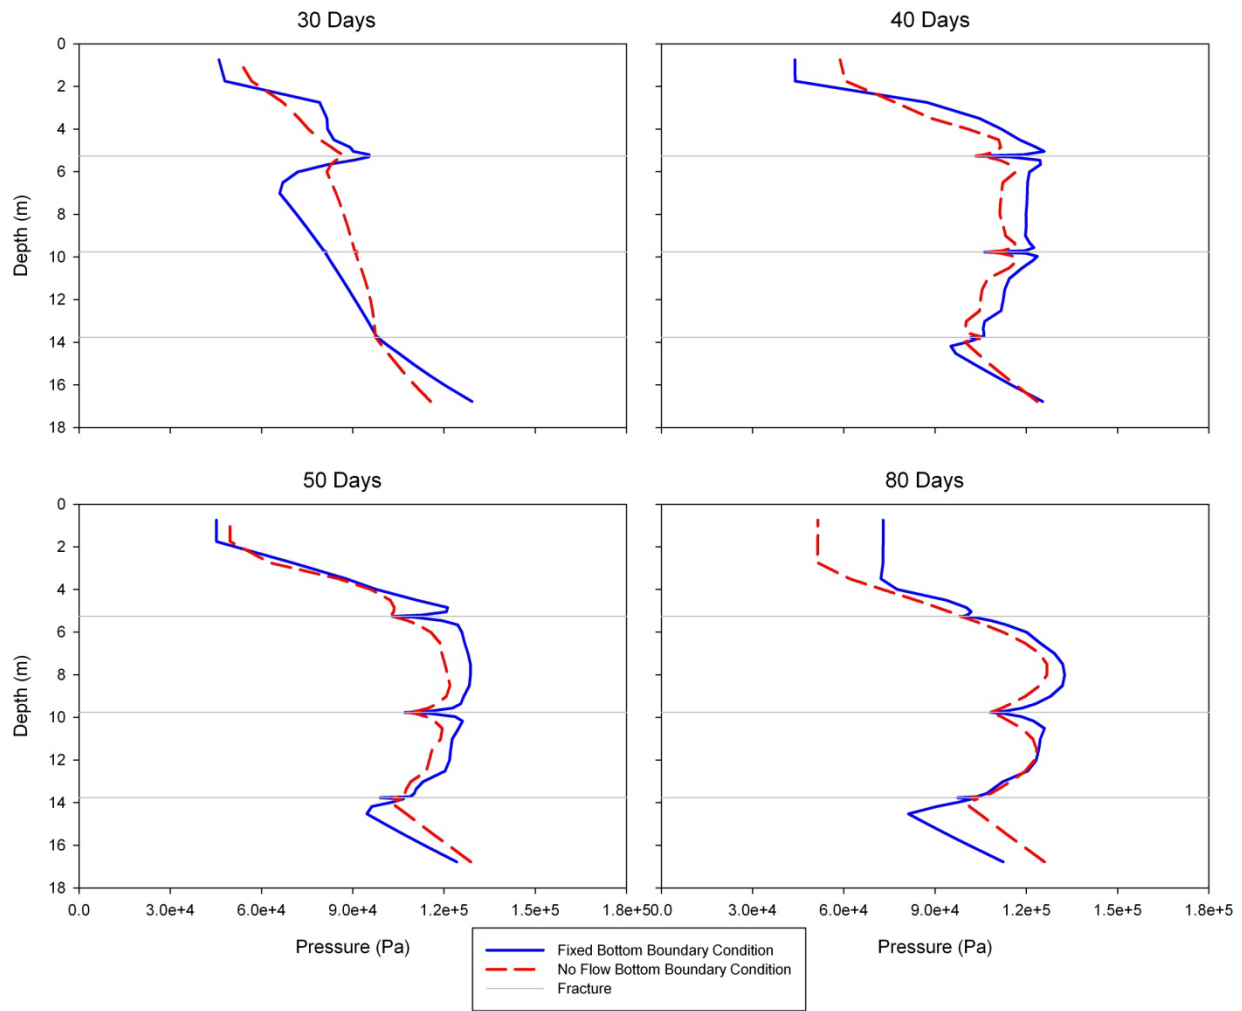 30 Days
40 Days
0
2
4
6
8
10
12
14
16
18
Depth (m)
50 Days
80 Days
0
2
4
6
8
10
12
14
16
18
Depth (m)
0.0
3.0e+4
6.0e+4
9.0e+4
1.2e+5
1.5e+5
1.8e+5
0.0
3.0e+4
6.0e+4
9.0e+4
1.2e+5
1.5e+5
1.8e+5
Pressure (Pa)
Pressure (Pa)
Fixed Bottom Boundary Condition
No Flow Bottom Boundary Condition
Fracture